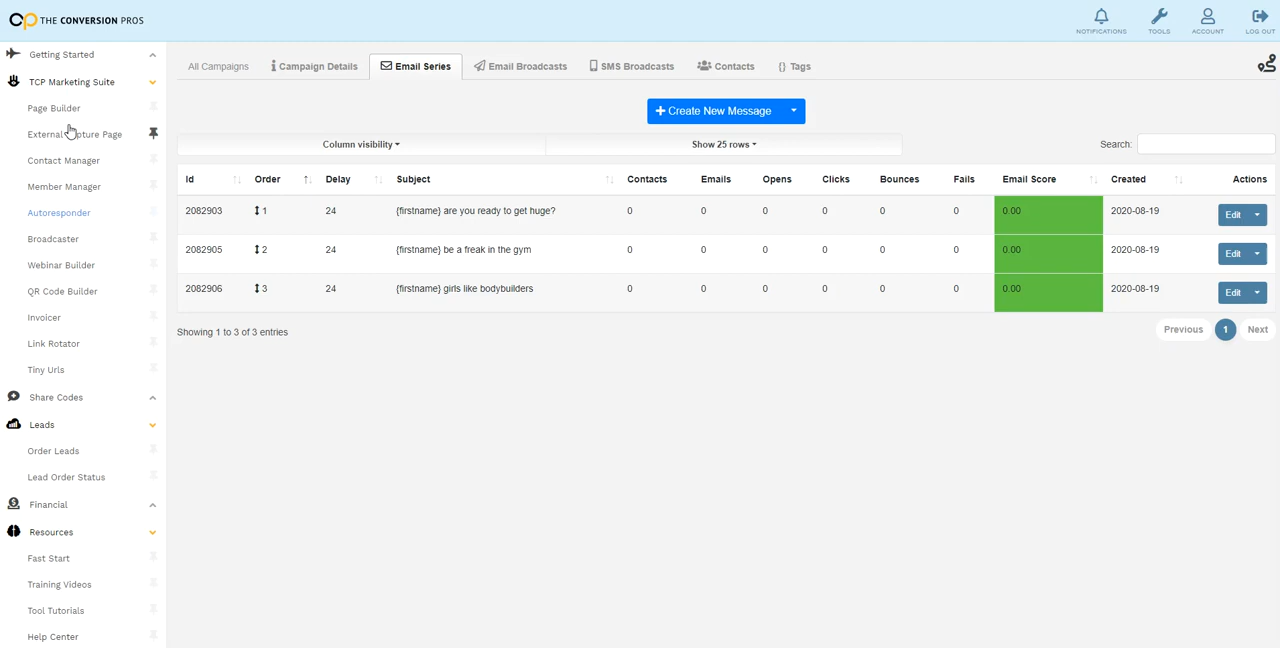 THE CONVERSION PROS
NOTIFICATIONS
TOOLS
ACCOUNT
LOG OUT
Getting Started
TCP Marketing Suite
Page Builder
External Capture Page
Contact Manager
Member Manager
Autoresponder
Broadcaster
Webinar Builder
QR Code Builder
Invoicer
Link Rotator
Tiny Urls
Share Codes
Leads
Order Leads
Lead Order Status
Financial
Resources
Fast Start
Training Videos
Tool Tutorials
Help Center
All Campaigns
Campaign Details
Email Series
Email Broadcasts
SMS Broadcasts
Contacts
{} Tags
+ Create New Message
Column visibility
Show 25 rows
Search:
Id Order Delay Subject Contacts Emails Opens Clicks Bounces Fails Email Score Created Actions
2082903 1 24 {firstname} are you ready to get huge? 0 0 0 0 0 0 0.00 2020-08-19 Edit
2082905 2 24 {firstname} be a freak in the gym 0 0 0 0 0 0 0.00 2020-08-19 Edit
2082906 3 24 {firstname} girls like bodybuilders 0 0 0 0 0 0 0.00 2020-08-19 Edit
Showing 1 to 3 of 3 entries
Previous 1 Next